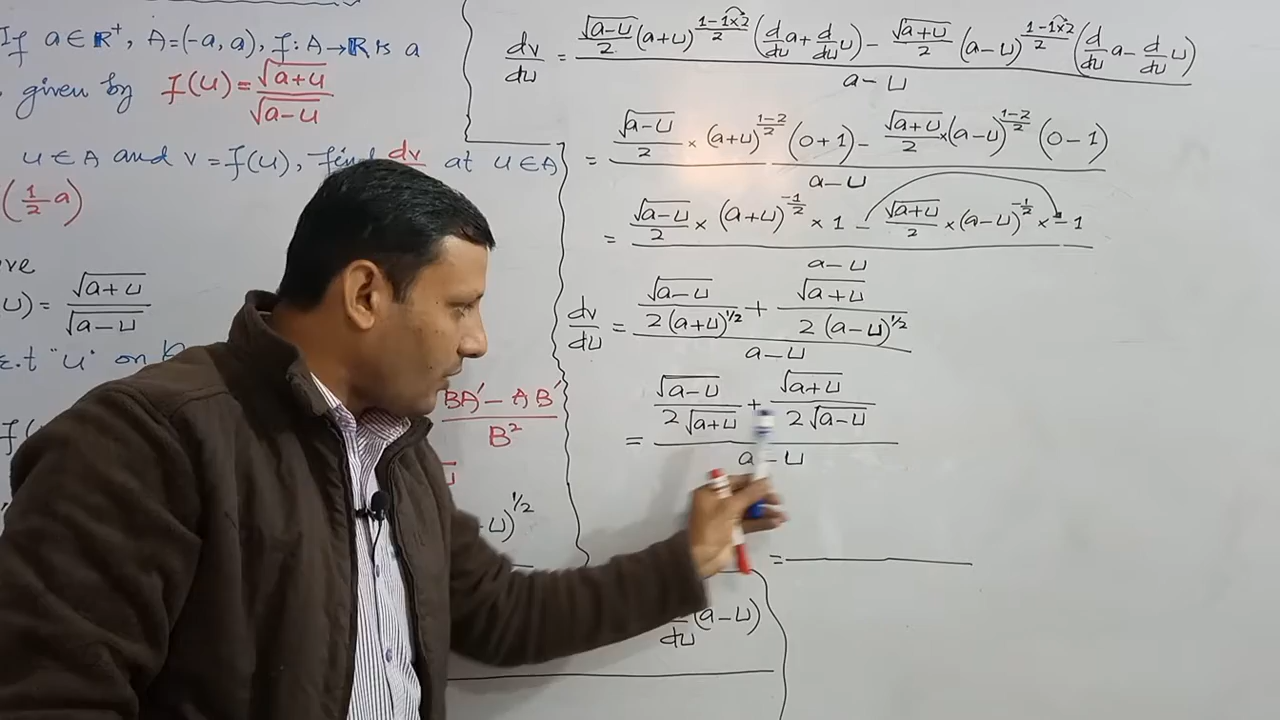 If a ∈ R⁺, A=(-a, a), f: A→R is a
given by f(u) = √(a+u) / √(a-u)
u ∈ A and v = f(u), find dv at u ∈ A
(1/2 a)
u) = √(a+u) / √(a-u)
r.t "u" on
f(
BA' - AB' / B²
-u)^1/2
dv/du = [√(a-u)/2 (a+u)^((1-1×2)/2) (d/du a + d/du u) - √(a+u)/2 (a-u)^((1-1×2)/2) (d/du a - d/du u)] / a-u
= [√(a-u)/2 × (a+u)^((1-2)/2) (0+1) - √(a+u)/2 × (a-u)^((1-2)/2) (0-1)] / a-u
= [√(a-u)/2 × (a+u)^(-1/2) × 1 - √(a+u)/2 × (a-u)^(-1/2) × -1] / a-u
dv/du = [√(a-u) / 2(a+u)^1/2 + √(a+u) / 2(a-u)^1/2] / a-u
= [√(a-u) / 2√(a+u) + √(a+u) / 2√(a-u)] / a-u
=
du (a-u)